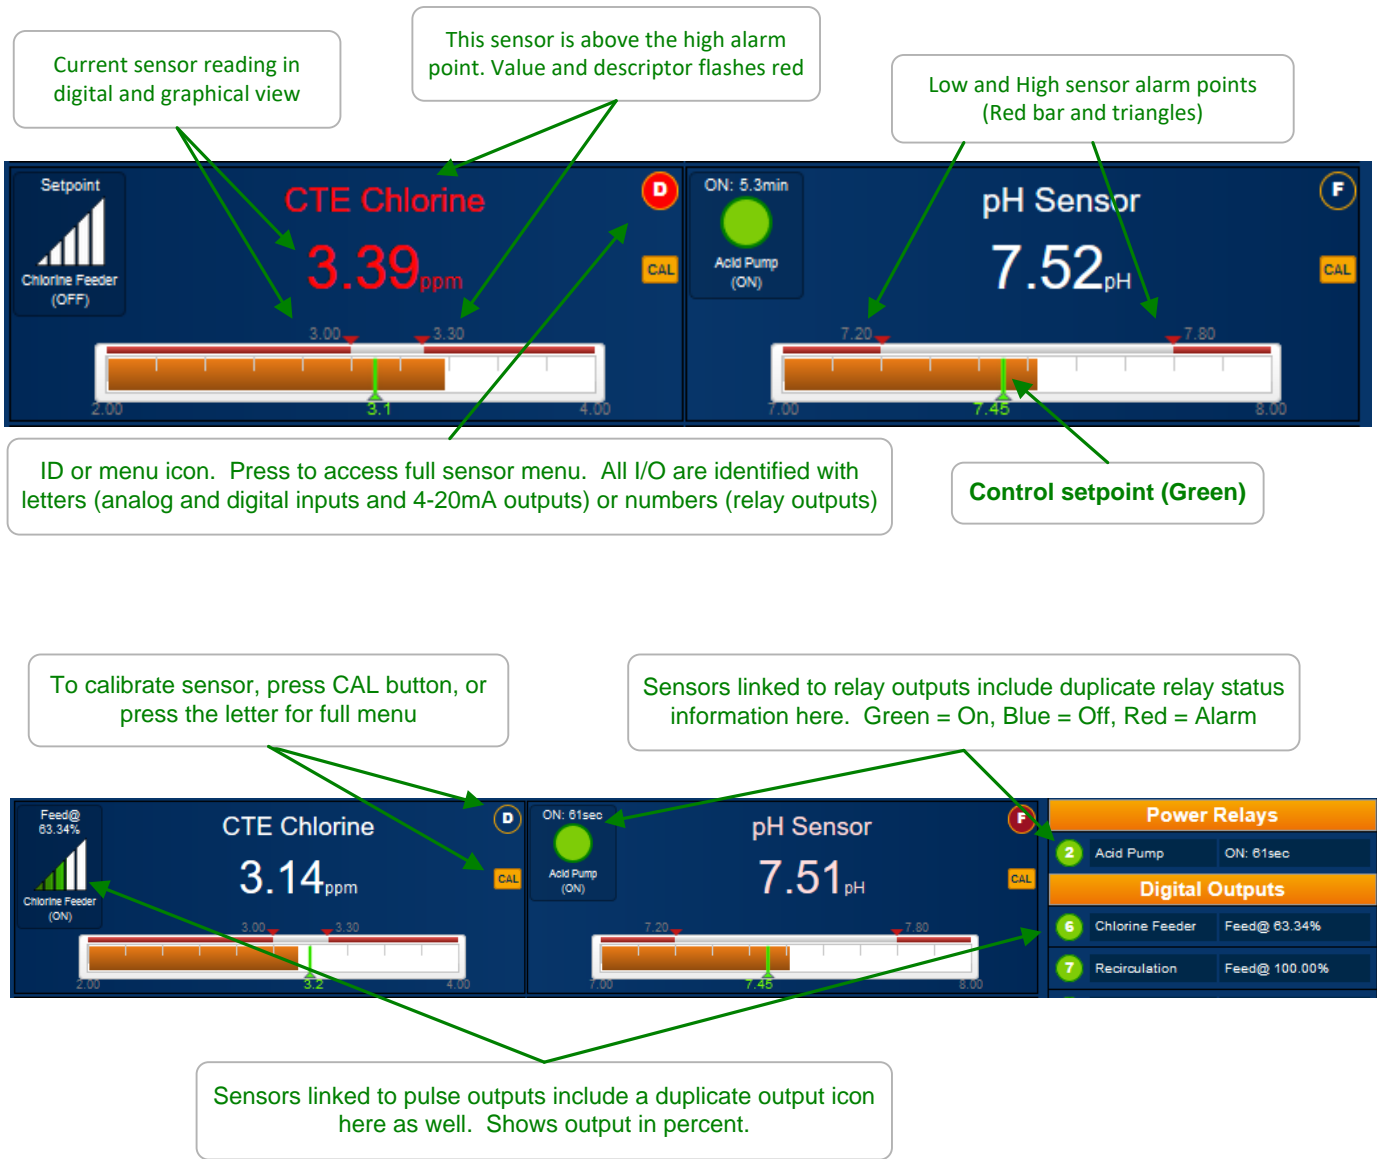 Current sensor reading in
digital and graphical view
This sensor is above the high alarm
point. Value and descriptor flashes red
Low and High sensor alarm points
(Red bar and triangles)
Setpoint
Chlorine Feeder
(OFF)
CTE Chlorine
3.39ppm
D
CAL
3.00
3.30
2.00
3.1
4.00
ON: 5.3min
Acid Pump
(ON)
pH Sensor
7.52pH
F
CAL
7.20
7.80
7.00
7.45
8.00
ID or menu icon. Press to access full sensor menu. All I/O are identified with
letters (analog and digital inputs and 4-20mA outputs) or numbers (relay outputs)
Control setpoint (Green)
To calibrate sensor, press CAL button, or
press the letter for full menu
Sensors linked to relay outputs include duplicate relay status
information here. Green = On, Blue = Off, Red = Alarm
Feed@
63.34%
Chlorine Feeder
(ON)
CTE Chlorine
3.14ppm
D
CAL
3.00
3.30
2.00
3.2
4.00
ON: 61sec
Acid Pump
(ON)
pH Sensor
7.51pH
F
CAL
7.20
7.80
7.00
7.45
8.00
Power Relays
2 Acid Pump ON: 61sec
Digital Outputs
6 Chlorine Feeder Feed@ 63.34%
7 Recirculation Feed@ 100.00%
Sensors linked to pulse outputs include a duplicate output icon
here as well. Shows output in percent.